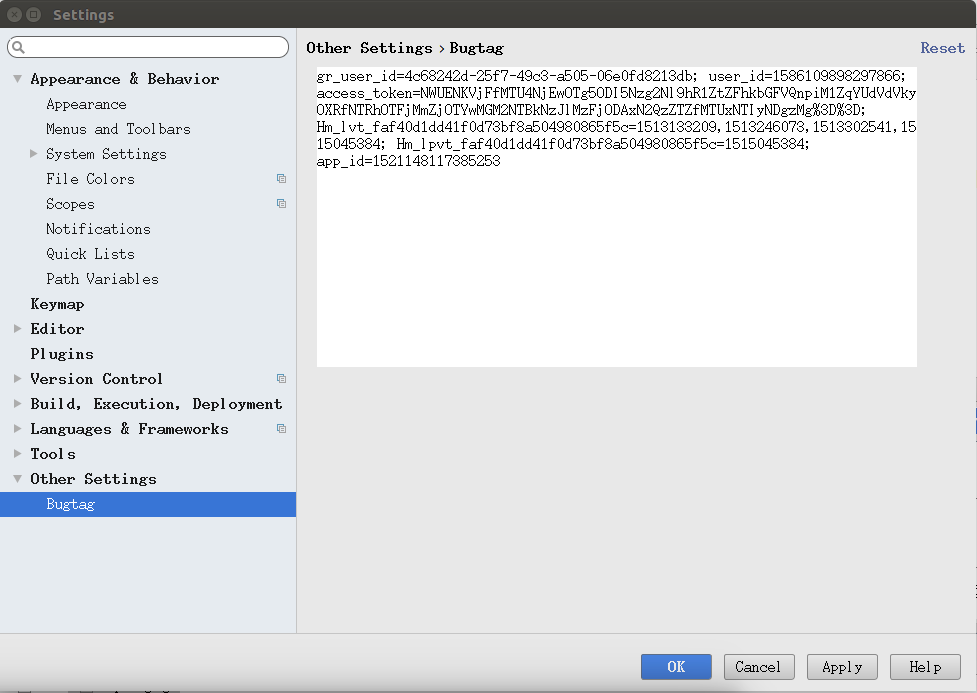 Settings
Other Settings › Bugtag
Reset
Appearance & Behavior
Appearance
Menus and Toolbars
System Settings
File Colors
Scopes
Notifications
Quick Lists
Path Variables
Keymap
Editor
Plugins
Version Control
Build, Execution, Deployment
Languages & Frameworks
Tools
Other Settings
Bugtag
gr_user_id=4c68242d-25f7-49c3-a505-06e0fd8213db; user_id=1586109898297866;
access_token=NWUENKVjFfMTU4NjEwOTg5ODI5Nzg2Nl9hR1ZtZFhkbGFVQnpiM1ZqYUdVdVky
OXRfNTRhOTFjMmZjOTYwMGM2NTBkNzJlMzFjODAxN2QzZTZfMTUxNTIyNDgzMg%3D%3D;
Hm_lvt_faf40d1dd41f0d73bf8a504980865f5c=1513133209,1513246073,1513302541,15
15045384; Hm_lpvt_faf40d1dd41f0d73bf8a504980865f5c=1515045384;
app_id=1521148117385253
OK
Cancel
Apply
Help